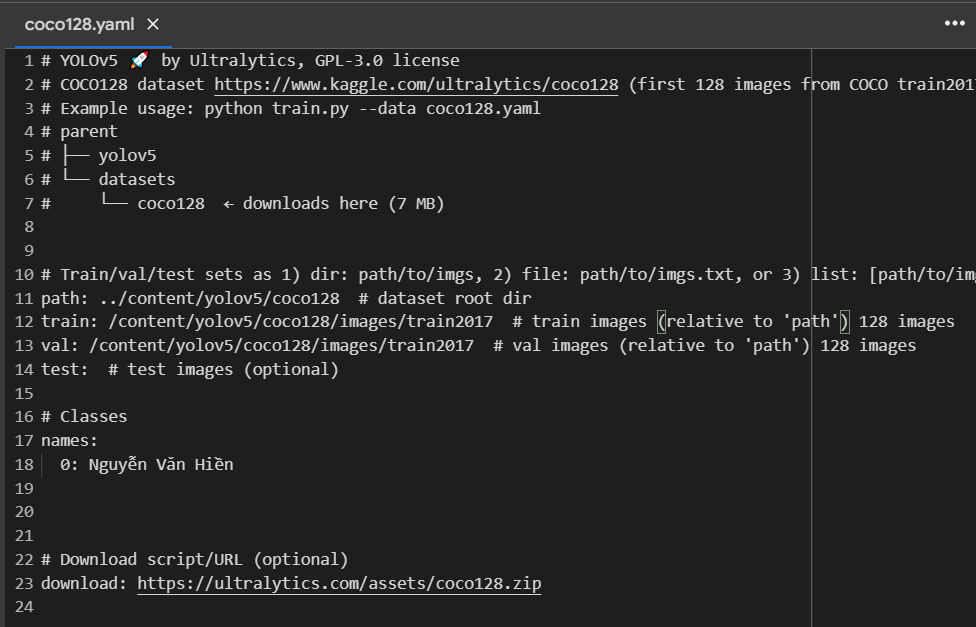 coco128.yaml ×
1 # YOLOv5 🚀 by Ultralytics, GPL-3.0 license
2 # COCO128 dataset https://www.kaggle.com/ultralytics/coco128 (first 128 images from COCO train201
3 # Example usage: python train.py --data coco128.yaml
4 # parent
5 # ├── yolov5
6 # └── datasets
7 #     └── coco128  ← downloads here (7 MB)
8
9
10 # Train/val/test sets as 1) dir: path/to/imgs, 2) file: path/to/imgs.txt, or 3) list: [path/to/im
11 path: ../content/yolov5/coco128  # dataset root dir
12 train: /content/yolov5/coco128/images/train2017  # train images (relative to 'path') 128 images
13 val: /content/yolov5/coco128/images/train2017  # val images (relative to 'path') 128 images
14 test:  # test images (optional)
15
16 # Classes
17 names:
18   0: Nguyễn Văn Hiền
19
20
21
22 # Download script/URL (optional)
23 download: https://ultralytics.com/assets/coco128.zip
24